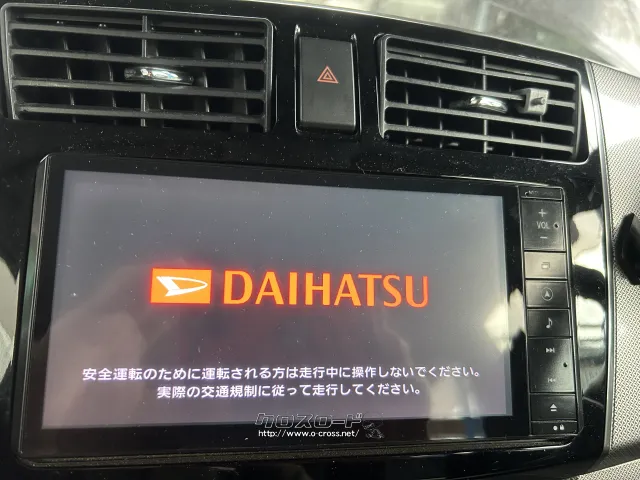 VOL
DAIHATSU
安全運転のために運転される方は走行中に操作しないでください。
実際の交通規制に従って走行してください。
クロスロード
http://www.o-cross.net/